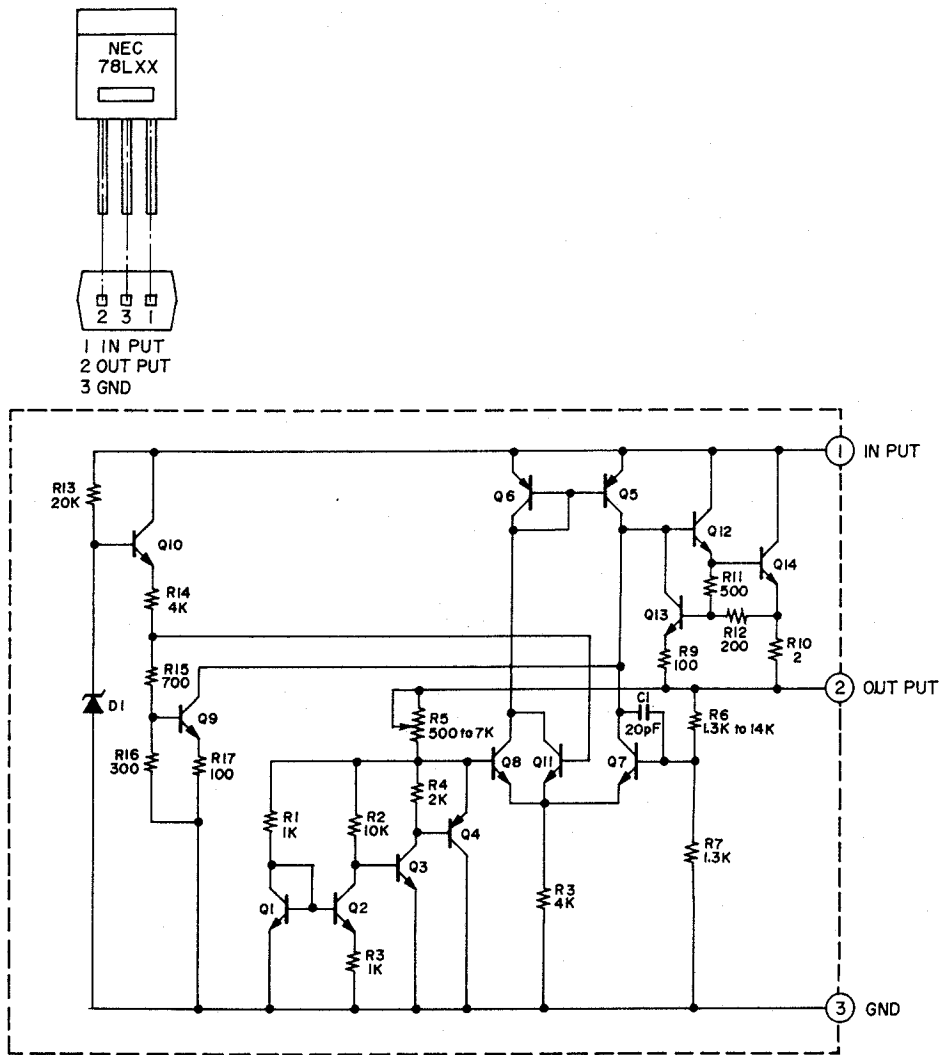 NEC
78LXX
2 3 1
1 IN PUT
2 OUT PUT
3 GND
1 IN PUT
R13
20K
Q6
Q5
Q12
Q10
Q14
R11
500
R14
4K
Q13
R12
200
R9
100
R10
2
R15
700
2 OUT PUT
D1
Q9
R5
500 to 7K
C1
20pF
R6
1.3K to 14K
R16
300
R17
100
Q8
Q11
Q7
R4
2K
R1
1K
R2
10K
Q4
Q3
R7
1.3K
R3
4K
Q1
Q2
R3
1K
3 GND